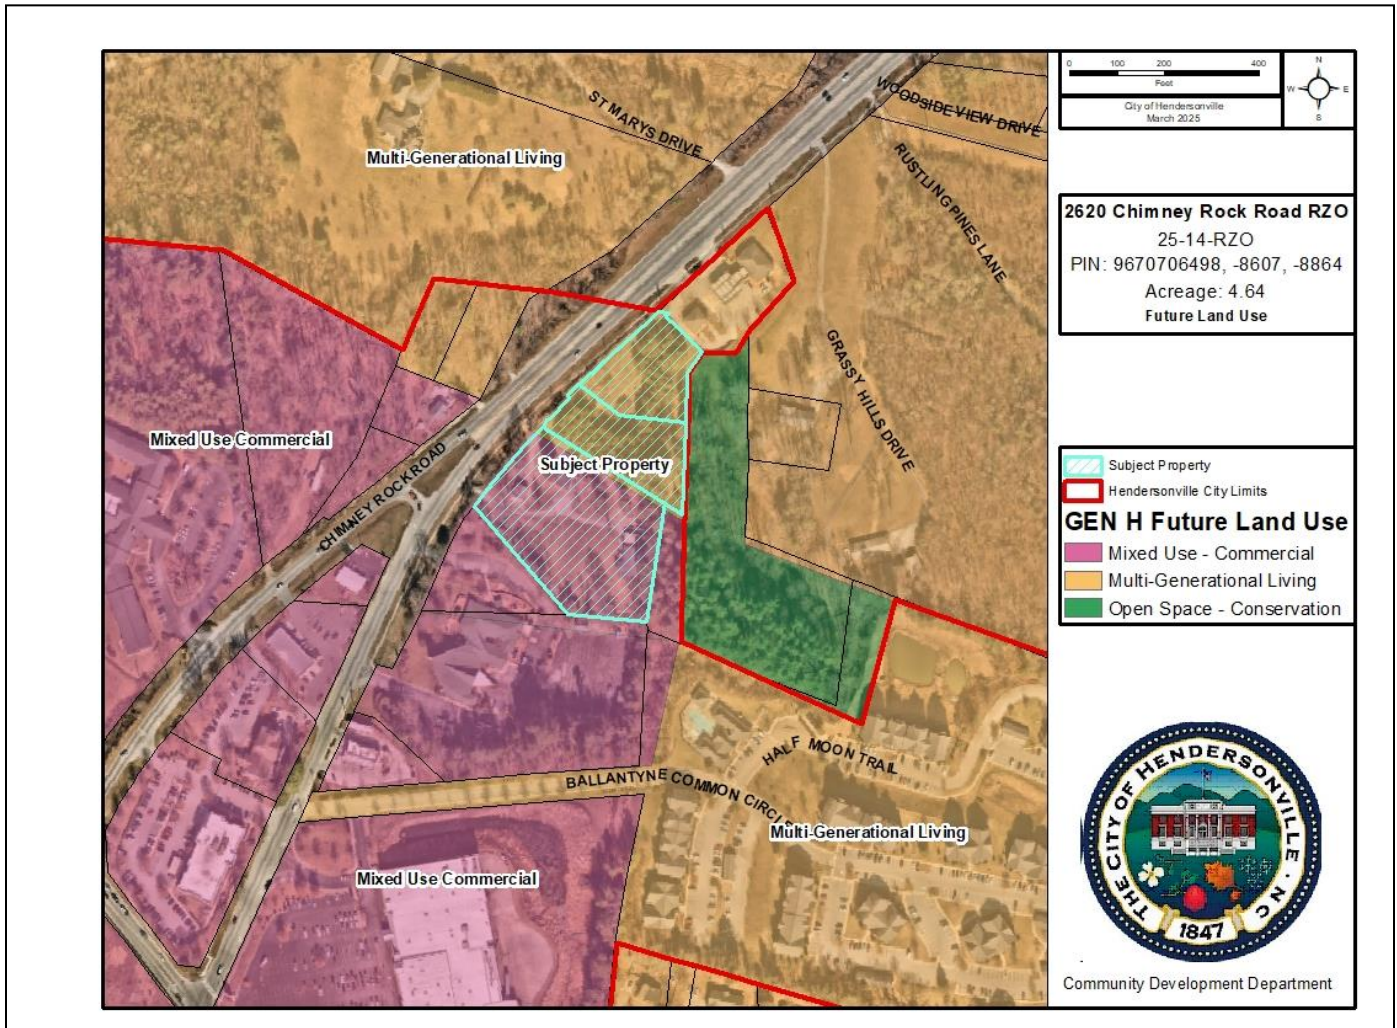 ST MARYS DRIVE
WOODSIDE VIEW DRIVE
Multi-Generational Living
RUSTLING PINES LANE
GRASSY HILLS DRIVE
Mixed Use Commercial
Subject Property
CHIMNEY ROCK ROAD
HALF MOON TRAIL
BALLANTYNE COMMON CIRCLE
Multi-Generational Living
Mixed Use Commercial
0 100 200 400
Feet
N
W E
S
City of Hendersonville
March 2025
2620 Chimney Rock Road RZO
25-14-RZO
PIN: 9670706498, -8607, -8864
Acreage: 4.64
Future Land Use
Subject Property
Hendersonville City Limits
GEN H Future Land Use
Mixed Use - Commercial
Multi-Generational Living
Open Space - Conservation
THE CITY OF HENDERSONVILLE · NC
1847
Community Development Department